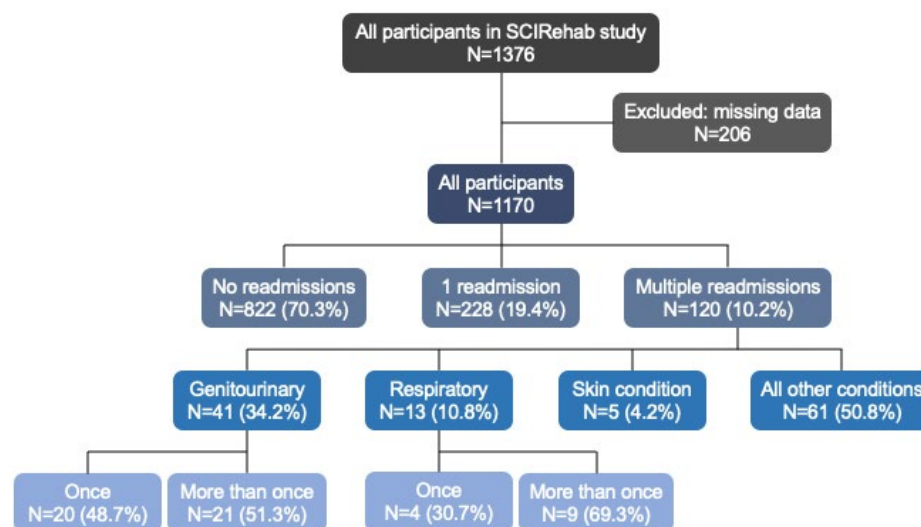 All participants in SCIRehab study
N=1376
Excluded: missing data
N=206
All participants
N=1170
No readmissions
N=822 (70.3%)
1 readmission
N=228 (19.4%)
Multiple readmissions
N=120 (10.2%)
Genitourinary
N=41 (34.2%)
Respiratory
N=13 (10.8%)
Skin condition
N=5 (4.2%)
All other conditions
N=61 (50.8%)
Once
N=20 (48.7%)
More than once
N=21 (51.3%)
Once
N=4 (30.7%)
More than once
N=9 (69.3%)